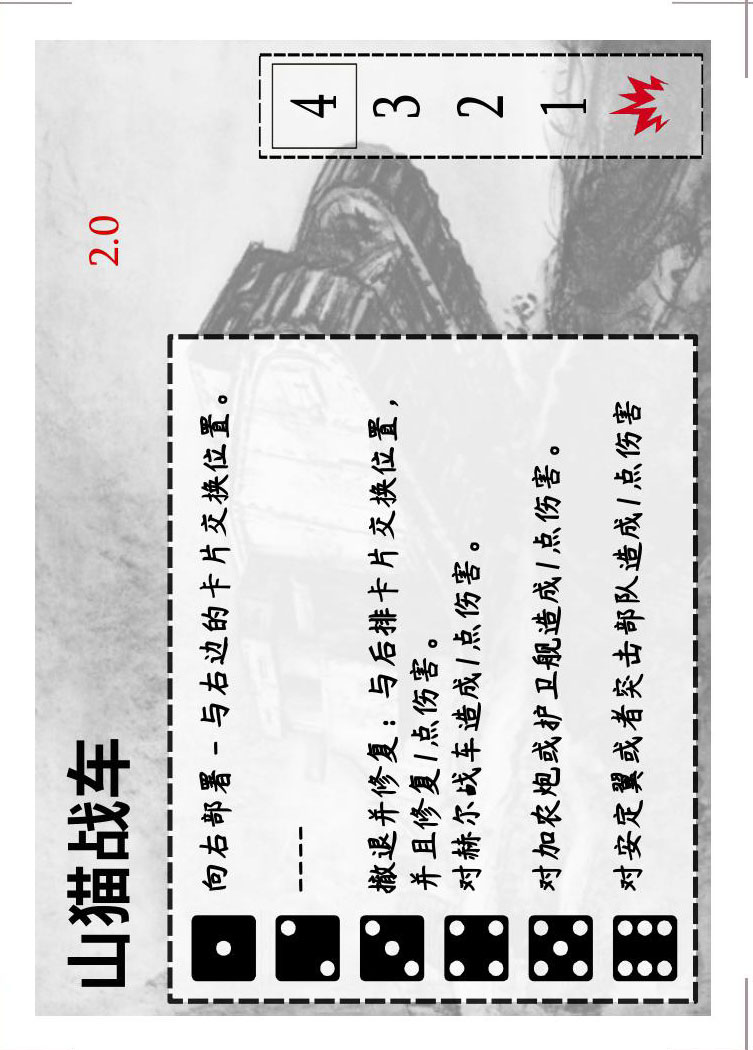 山猫战车
2.0
4
3
2
1
向右部署 - 与右边的卡片交换位置。
----
撤退并修复：与后排卡片交换位置，
并且修复1点伤害。
对赫尔战车造成1点伤害。
对加农炮或护卫舰造成1点伤害。
对安定翼或者突击部队造成1点伤害